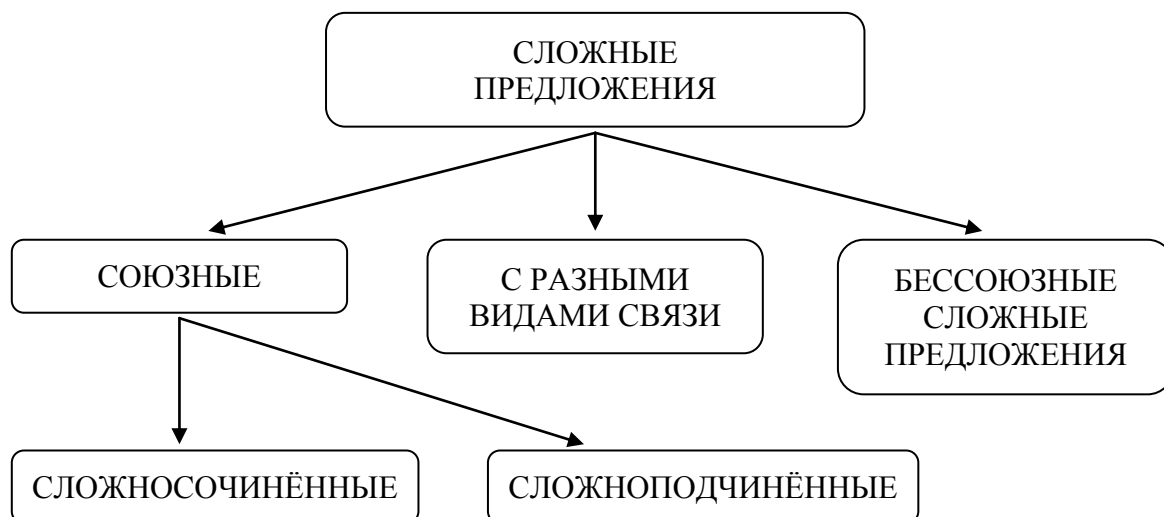 СЛОЖНЫЕ
ПРЕДЛОЖЕНИЯ
СОЮЗНЫЕ
С РАЗНЫМИ
ВИДАМИ СВЯЗИ
БЕССОЮЗНЫЕ
СЛОЖНЫЕ
ПРЕДЛОЖЕНИЯ
СЛОЖНОСОЧИНЁННЫЕ
СЛОЖНОПОДЧИНЁННЫЕ